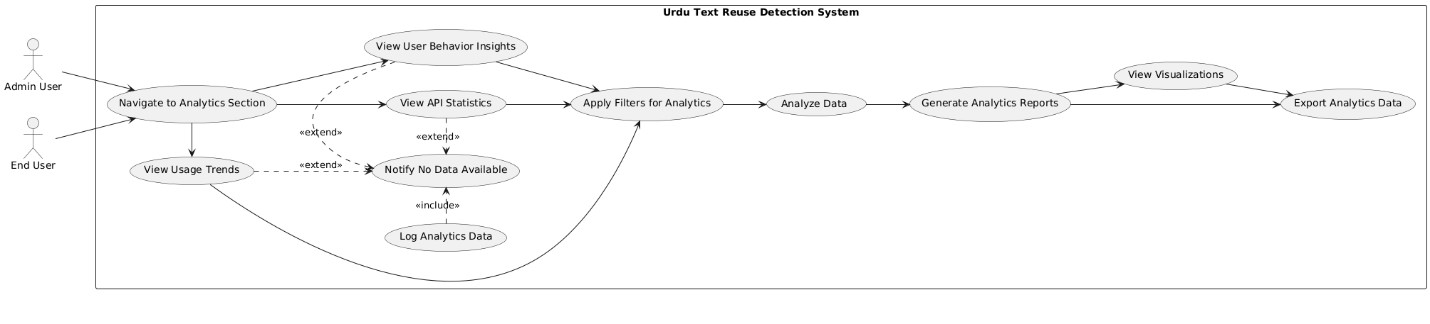 Urdu Text Reuse Detection System
View User Behavior Insights
Admin User
Navigate to Analytics Section
View API Statistics
Apply Filters for Analytics
Analyze Data
Generate Analytics Reports
View Visualizations
Export Analytics Data
End User
«extend»
«extend»
«extend»
View Usage Trends
Notify No Data Available
«include»
Log Analytics Data